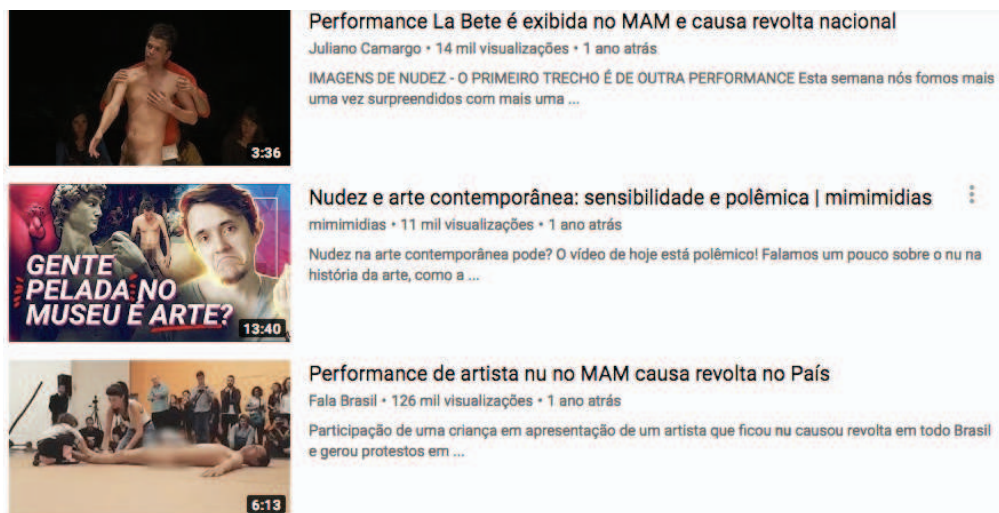 Performance La Bete é exibida no MAM e causa revolta nacional
Juliano Camargo • 14 mil visualizações • 1 ano atrás
IMAGENS DE NUDEZ - O PRIMEIRO TRECHO É DE OUTRA PERFORMANCE Esta semana nós fomos mais
uma vez surpreendidos com mais uma ...
3:36
Nudez e arte contemporânea: sensibilidade e polêmica | mimimidias
mimimidias • 11 mil visualizações • 1 ano atrás
Nudez na arte contemporânea pode? O vídeo de hoje está polêmico! Falamos um pouco sobre o nu na
história da arte, como a ...
GENTE
PELADA NO
MUSEU É ARTE?
13:40
Performance de artista nu no MAM causa revolta no País
Fala Brasil • 126 mil visualizações • 1 ano atrás
Participação de uma criança em apresentação de um artista que ficou nu causou revolta em todo Brasil
e gerou protestos em ...
6:13